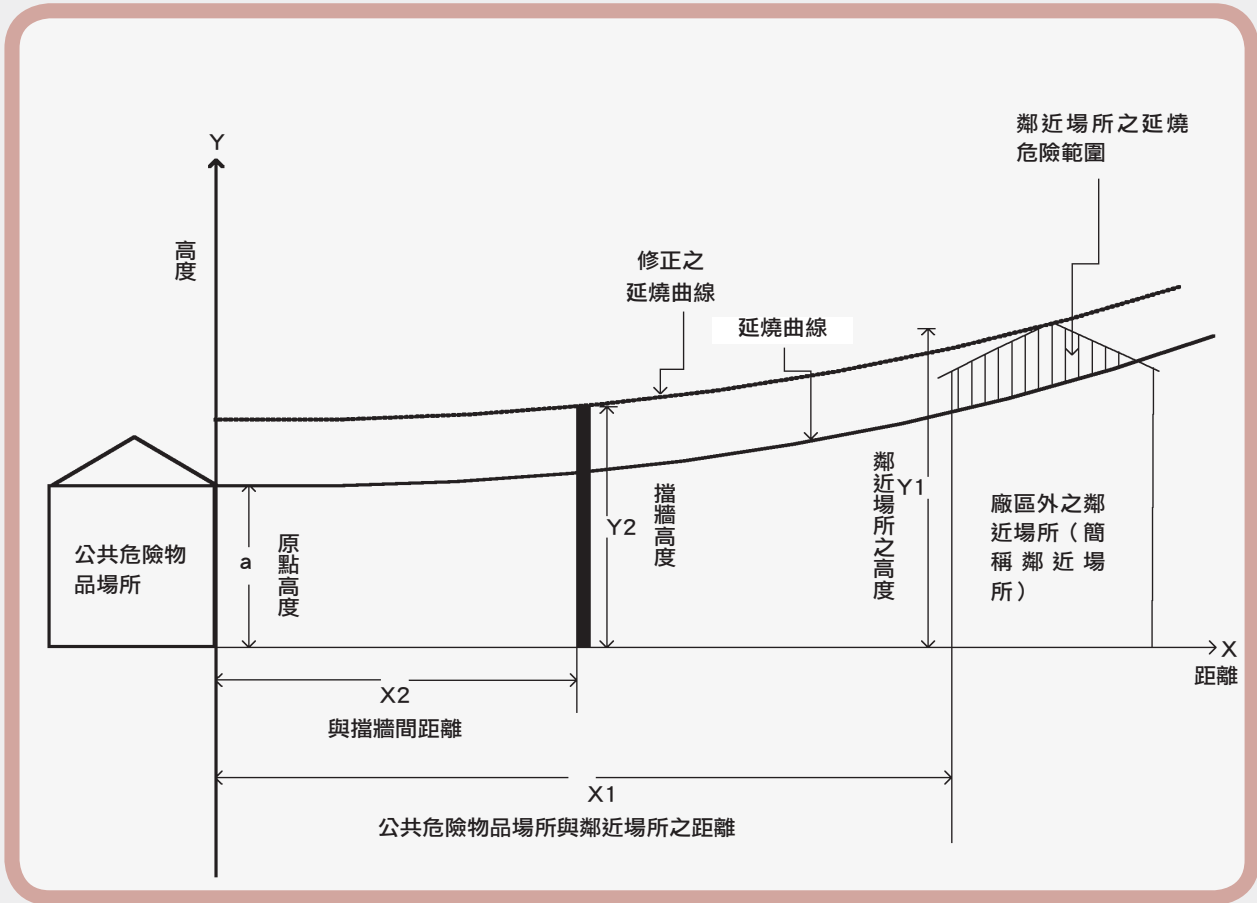 鄰近場所之延燒
危險範圍
Y
高度
修正之
延燒曲線
延燒曲線
公共危險物
品場所
a
原點高度
Y2
擋牆高度
鄰近場所之高度
Y1
廠區外之鄰
近場所（簡
稱鄰近場
所）
X
距離
X2
與擋牆間距離
X1
公共危險物品場所與鄰近場所之距離